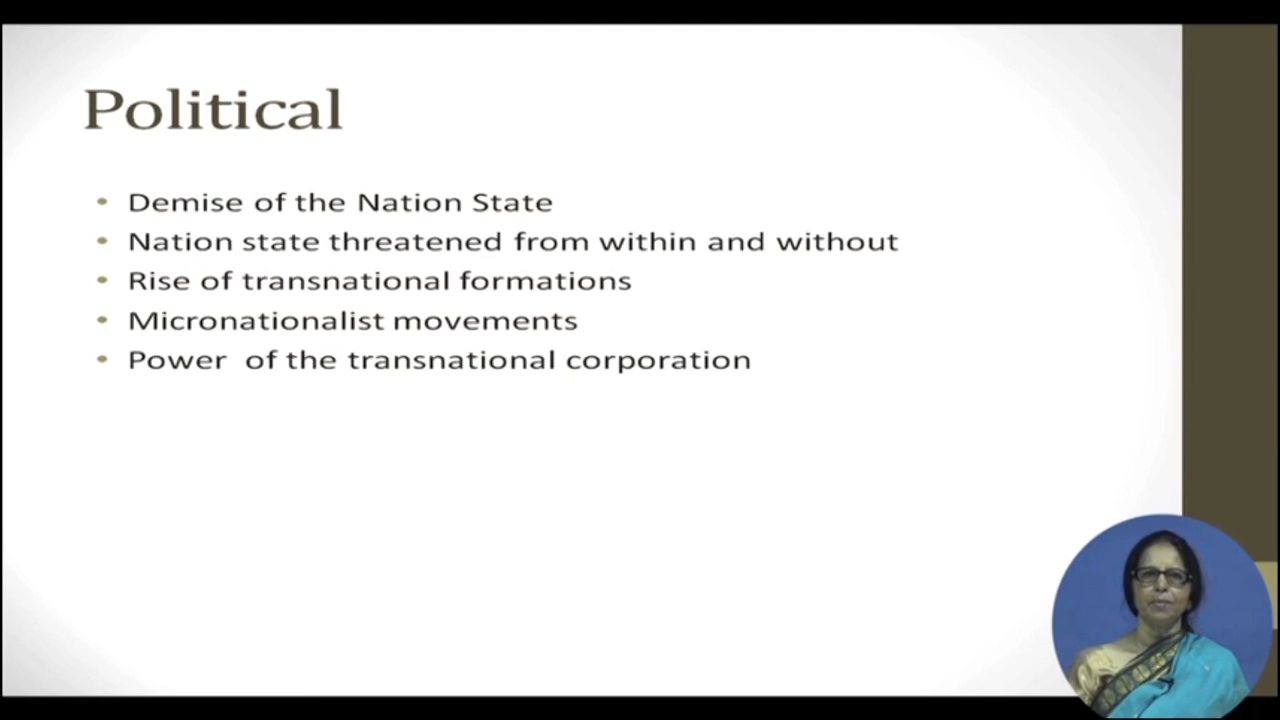 Political
• Demise of the Nation State
• Nation state threatened from within and without
• Rise of transnational formations
• Micronationalist movements
• Power  of the transnational corporation